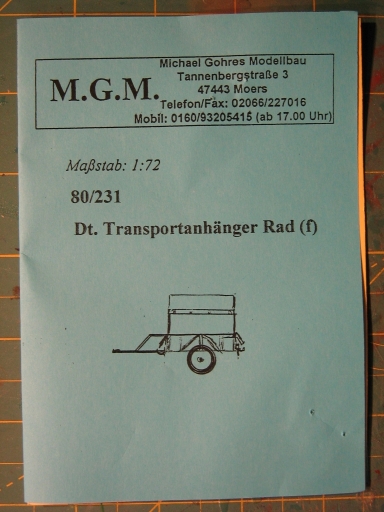 M.G.M.
Michael Gohres Modellbau
Tannenbergstraße 3
47443 Moers
Telefon/Fax: 02066/227016
Mobil: 0160/93205415 (ab 17.00 Uhr)
Maßstab: 1:72
80/231
Dt. Transportanhänger Rad (f)